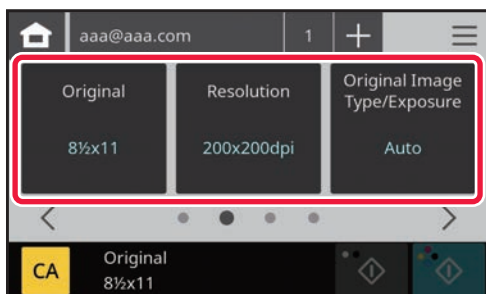 aaa@aaa.com 1
Original
8½x11
Resolution
200x200dpi
Original Image
Type/Exposure
Auto
CA
Original
8½x11